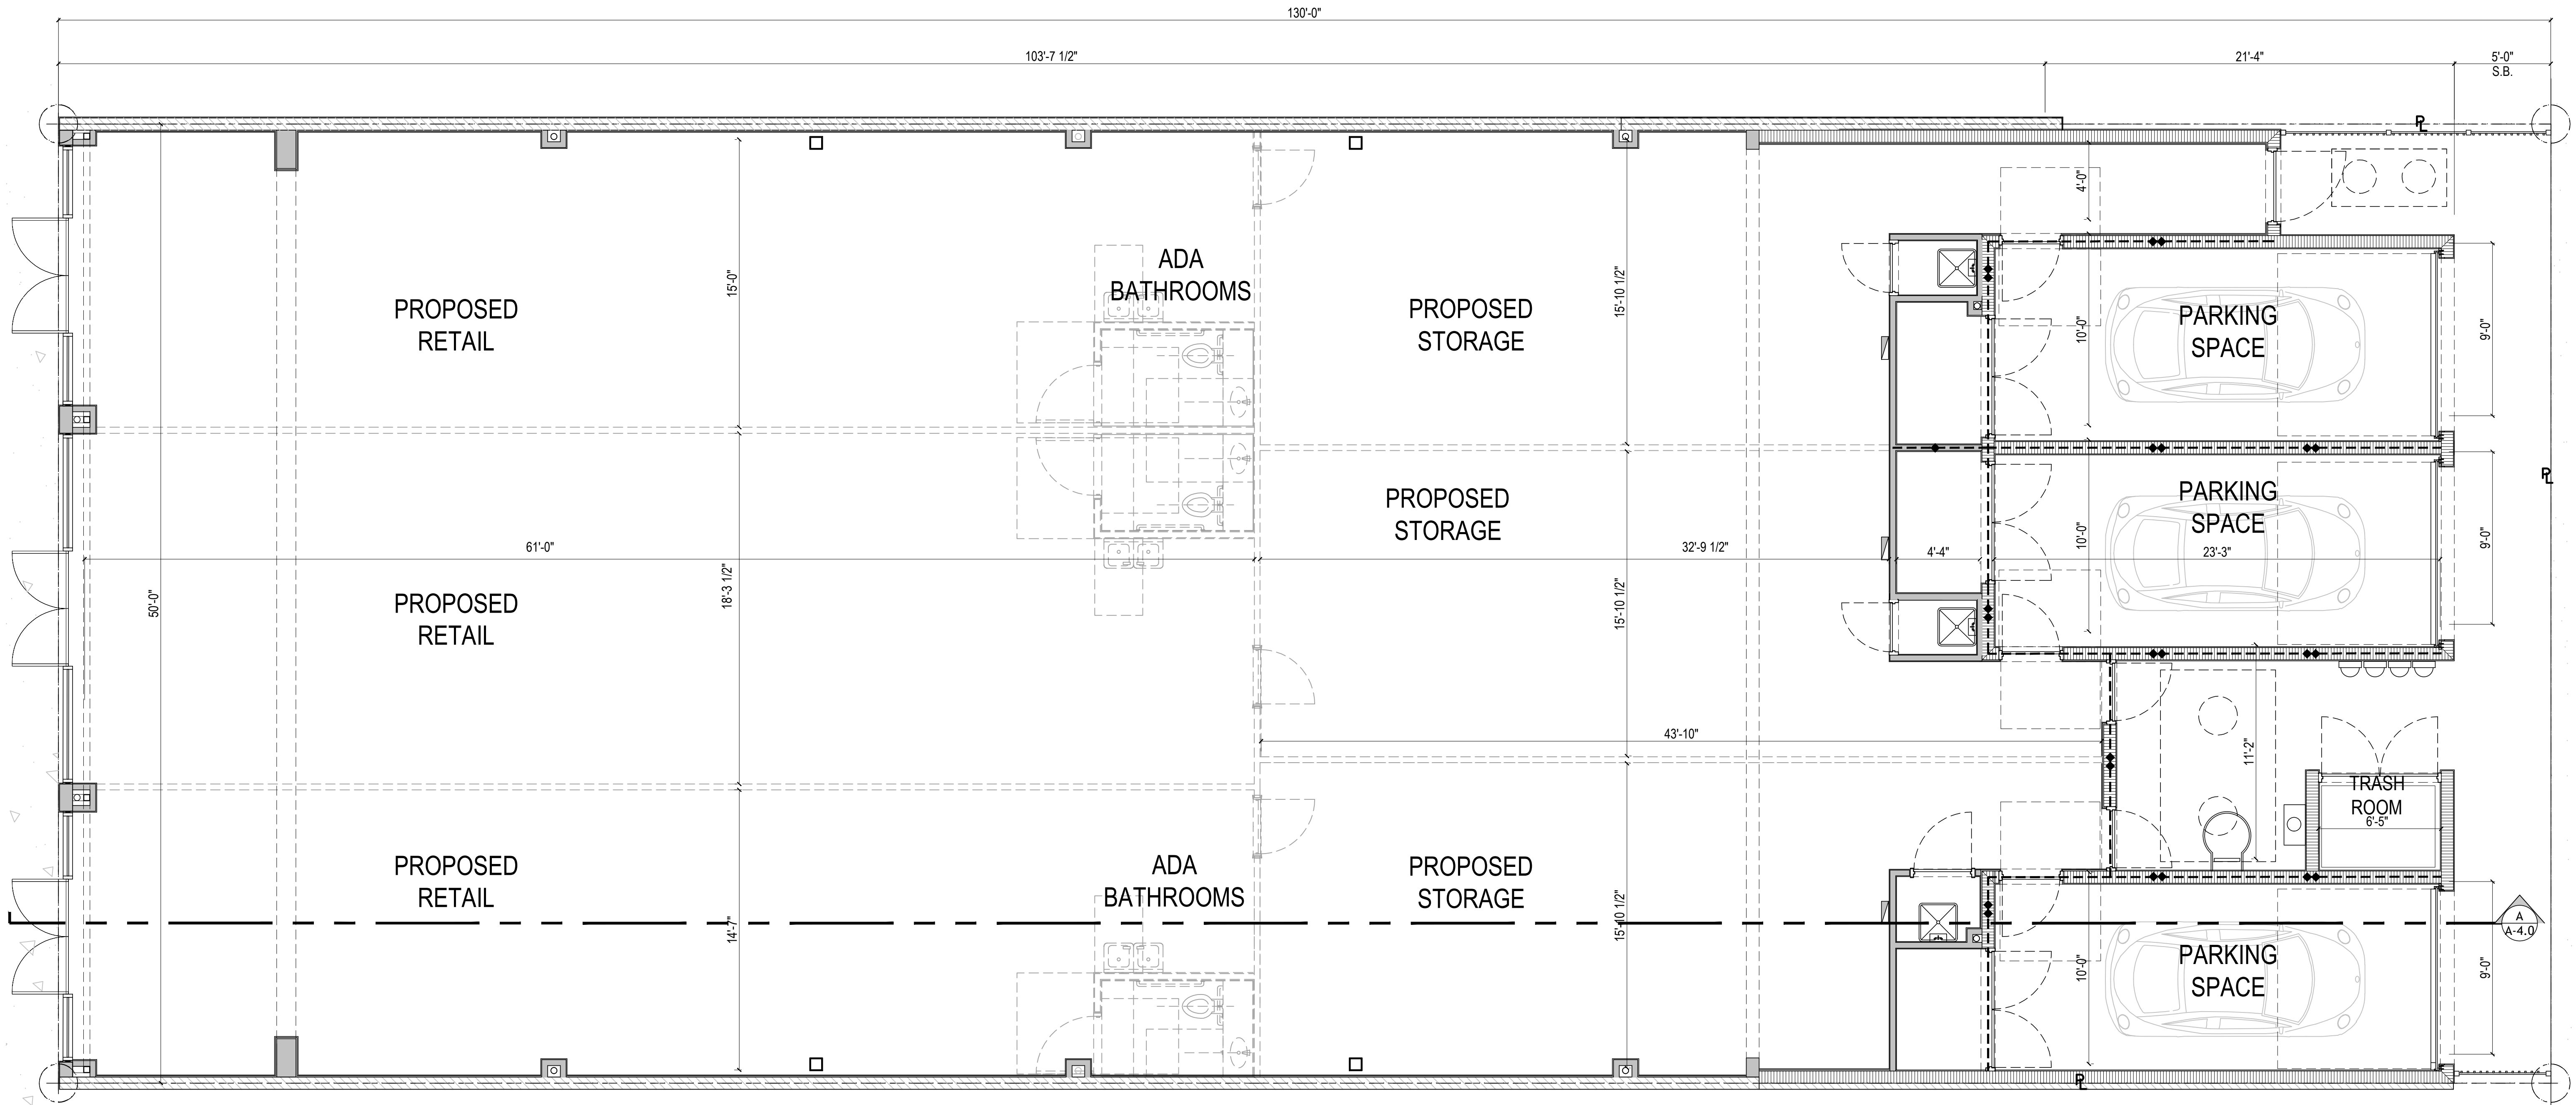 130'-0"
103'-7 1/2"
21'-4"
5'-0"
S.B.
PL
4'-0"
ADA
BATHROOMS
PROPOSED
RETAIL
15'-0"
PROPOSED
STORAGE
15'-10 1/2"
10'-0"
PARKING
SPACE
9'-0"
PL
PROPOSED
STORAGE
PARKING
SPACE
61'-0"
32'-9 1/2"
4'-4"
10'-0"
23'-3"
9'-0"
50'-0"
PROPOSED
RETAIL
18'-3 1/2"
15'-10 1/2"
43'-10"
11'-2"
TRASH
ROOM
6'-5"
PROPOSED
RETAIL
ADA
BATHROOMS
PROPOSED
STORAGE
14'-7"
15'-10 1/2"
A
A-4.0
10'-0"
PARKING
SPACE
9'-0"
PL